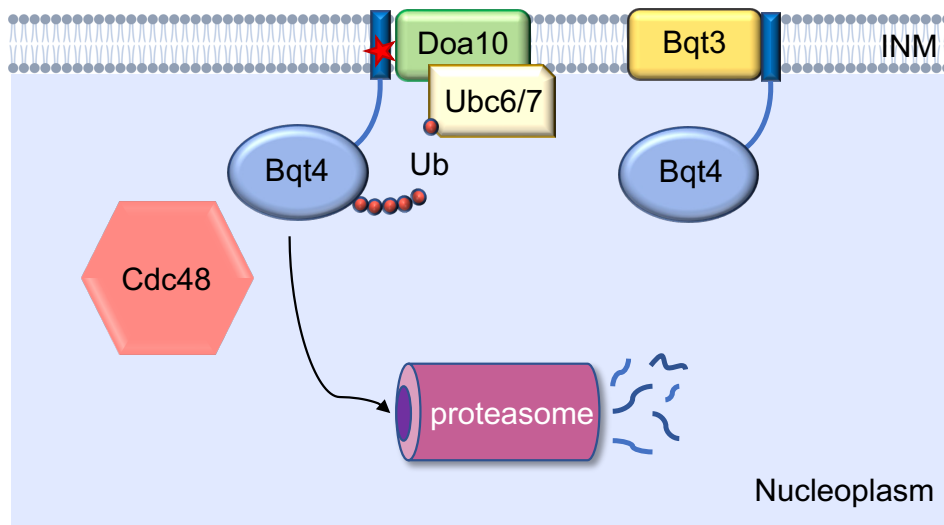 Doa10
Bqt3
INM
Ubc6/7
Ub
Bqt4
Bqt4
Cdc48
proteasome
Nucleoplasm